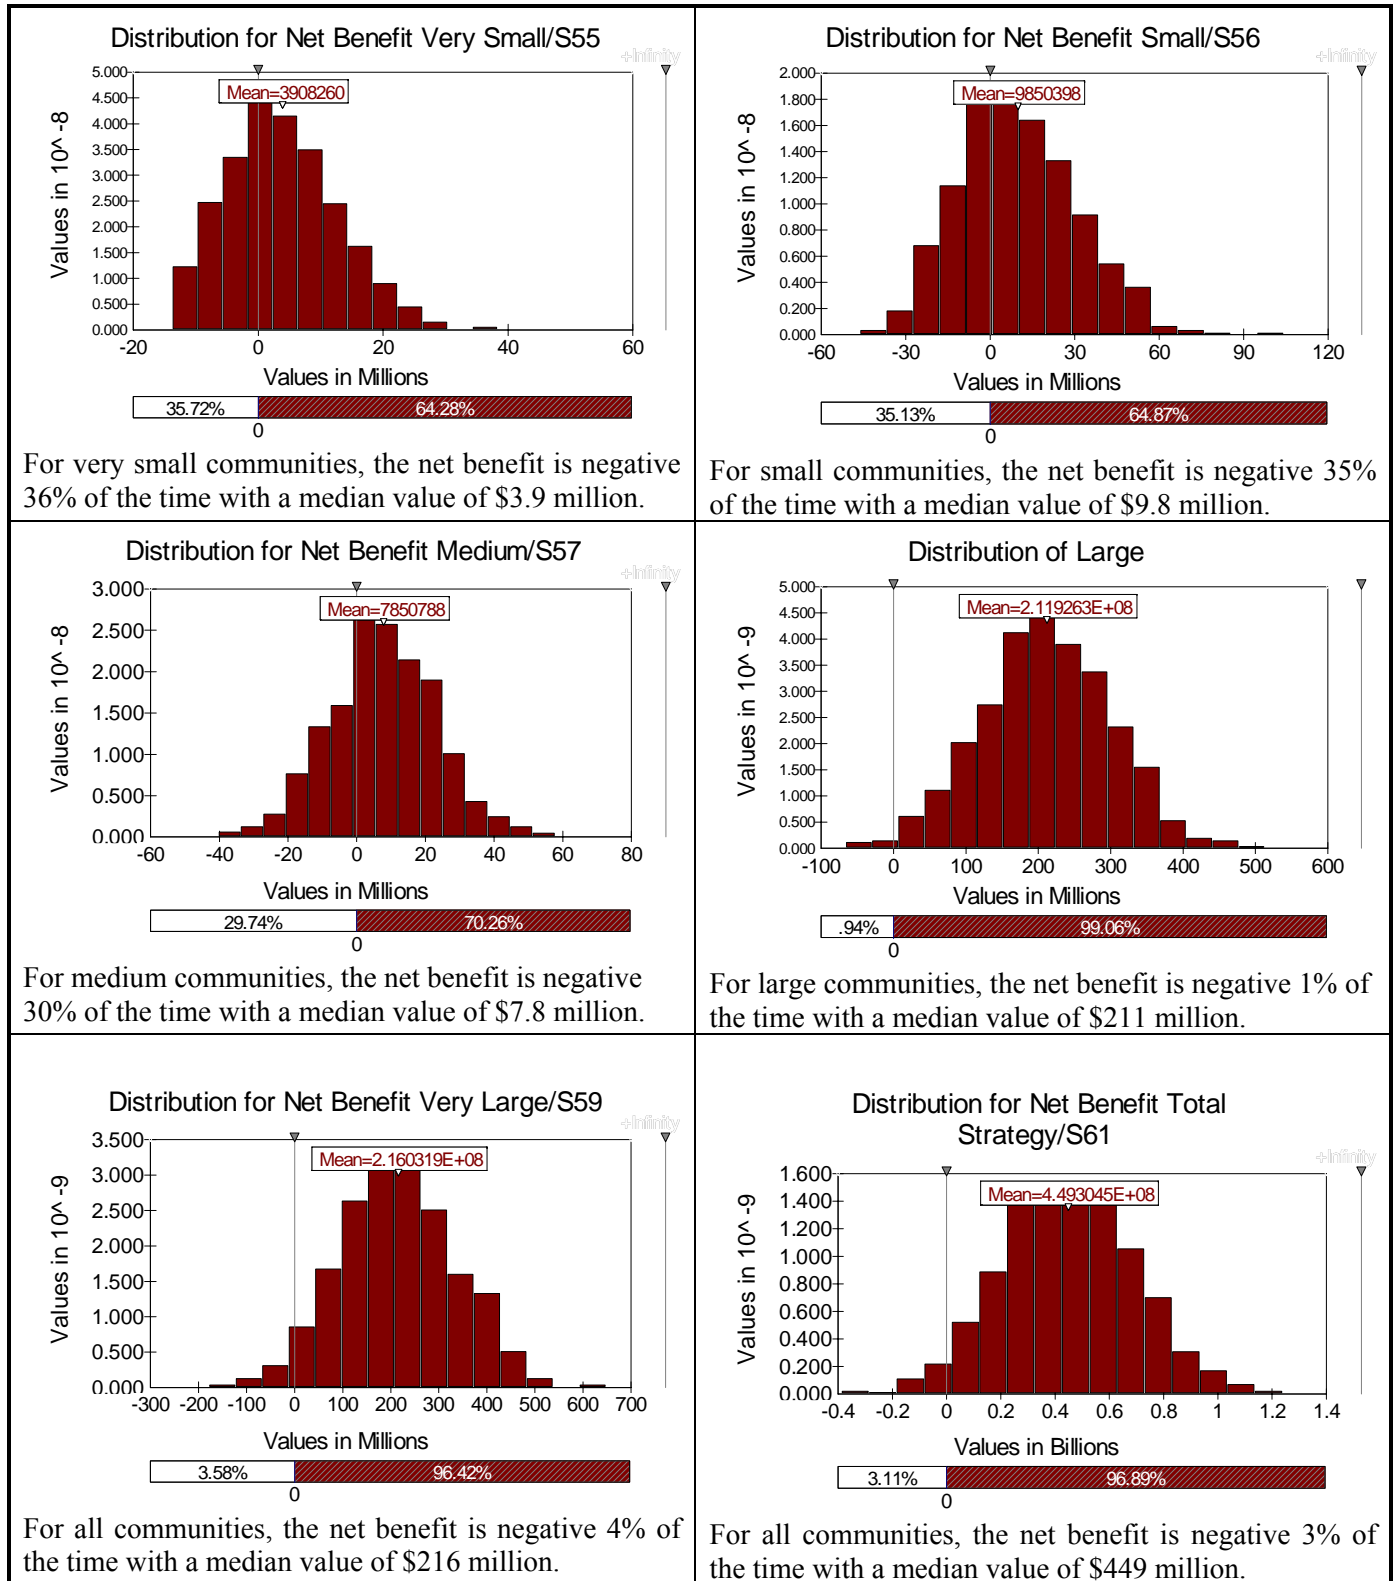 Distribution for Net Benefit Very Small/S55
+Infinity
5.000
4.500
4.000
3.500
3.000
2.500
2.000
1.500
1.000
0.500
0.000
Values in 10^ -8
Mean=3908260
-20 0 20 40 60
Values in Millions
35.72% 64.28%
0
For very small communities, the net benefit is negative
36% of the time with a median value of $3.9 million.
Distribution for Net Benefit Small/S56
+Infinity
2.000
1.800
1.600
1.400
1.200
1.000
0.800
0.600
0.400
0.200
0.000
Values in 10^ -8
Mean=9850398
-60 -30 0 30 60 90 120
Values in Millions
35.13% 64.87%
0
For small communities, the net benefit is negative 35%
of the time with a median value of $9.8 million.
Distribution for Net Benefit Medium/S57
+Infinity
3.000
2.500
2.000
1.500
1.000
0.500
0.000
Values in 10^ -8
Mean=7850788
-60 -40 -20 0 20 40 60 80
Values in Millions
29.74% 70.26%
0
For medium communities, the net benefit is negative
30% of the time with a median value of $7.8 million.
Distribution of Large
5.000
4.500
4.000
3.500
3.000
2.500
2.000
1.500
1.000
0.500
0.000
Values in 10^ -9
Mean=2.119263E+08
-100 0 100 200 300 400 500 600
Values in Millions
.94% 99.06%
0
For large communities, the net benefit is negative 1% of
the time with a median value of $211 million.
Distribution for Net Benefit Very Large/S59
+Infinity
3.500
3.000
2.500
2.000
1.500
1.000
0.500
0.000
Values in 10^ -9
Mean=2.160319E+08
-300 -200 -100 0 100 200 300 400 500 600 700
Values in Millions
3.58% 96.42%
0
For all communities, the net benefit is negative 4% of
the time with a median value of $216 million.
Distribution for Net Benefit Total
Strategy/S61
+Infinity
1.600
1.400
1.200
1.000
0.800
0.600
0.400
0.200
0.000
Values in 10^ -9
Mean=4.493045E+08
-0.4 -0.2 0 0.2 0.4 0.6 0.8 1 1.2 1.4
Values in Billions
3.11% 96.89%
0
For all communities, the net benefit is negative 3% of
the time with a median value of $449 million.